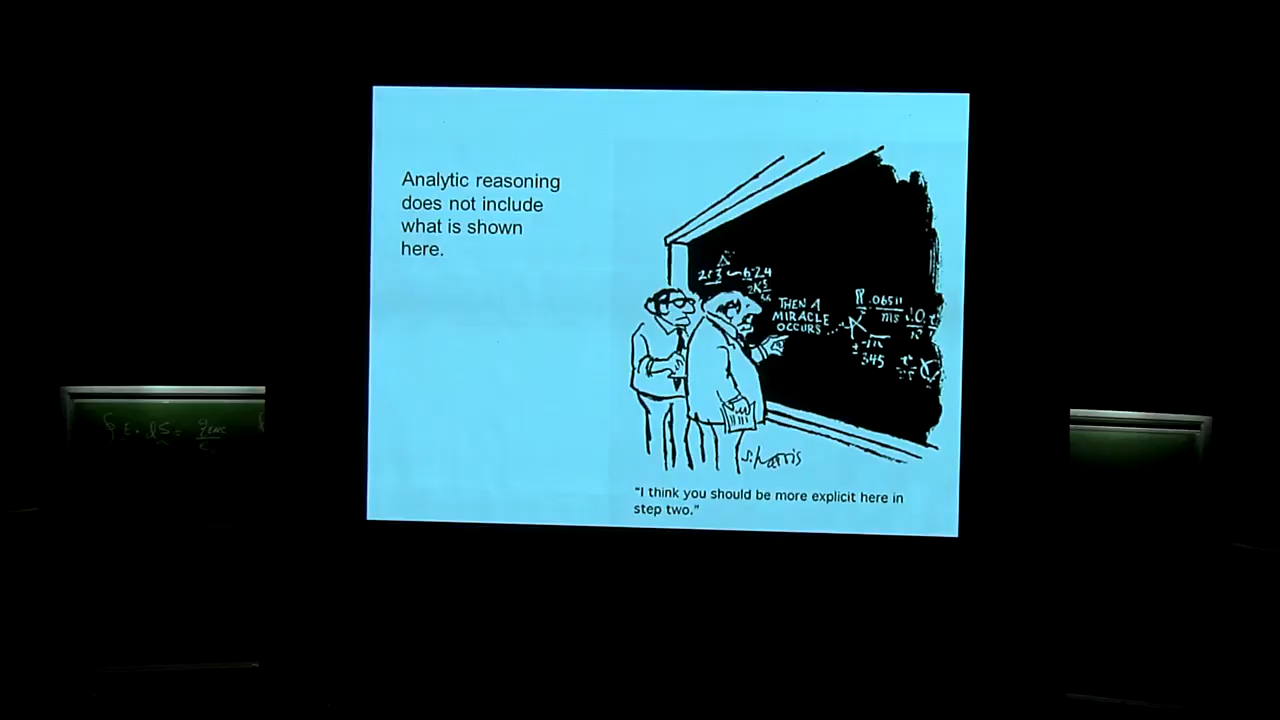 Analytic reasoning
does not include
what is shown
here.
THEN A
MIRACLE
OCCURS
S. Harris
"I think you should be more explicit here in
step two."